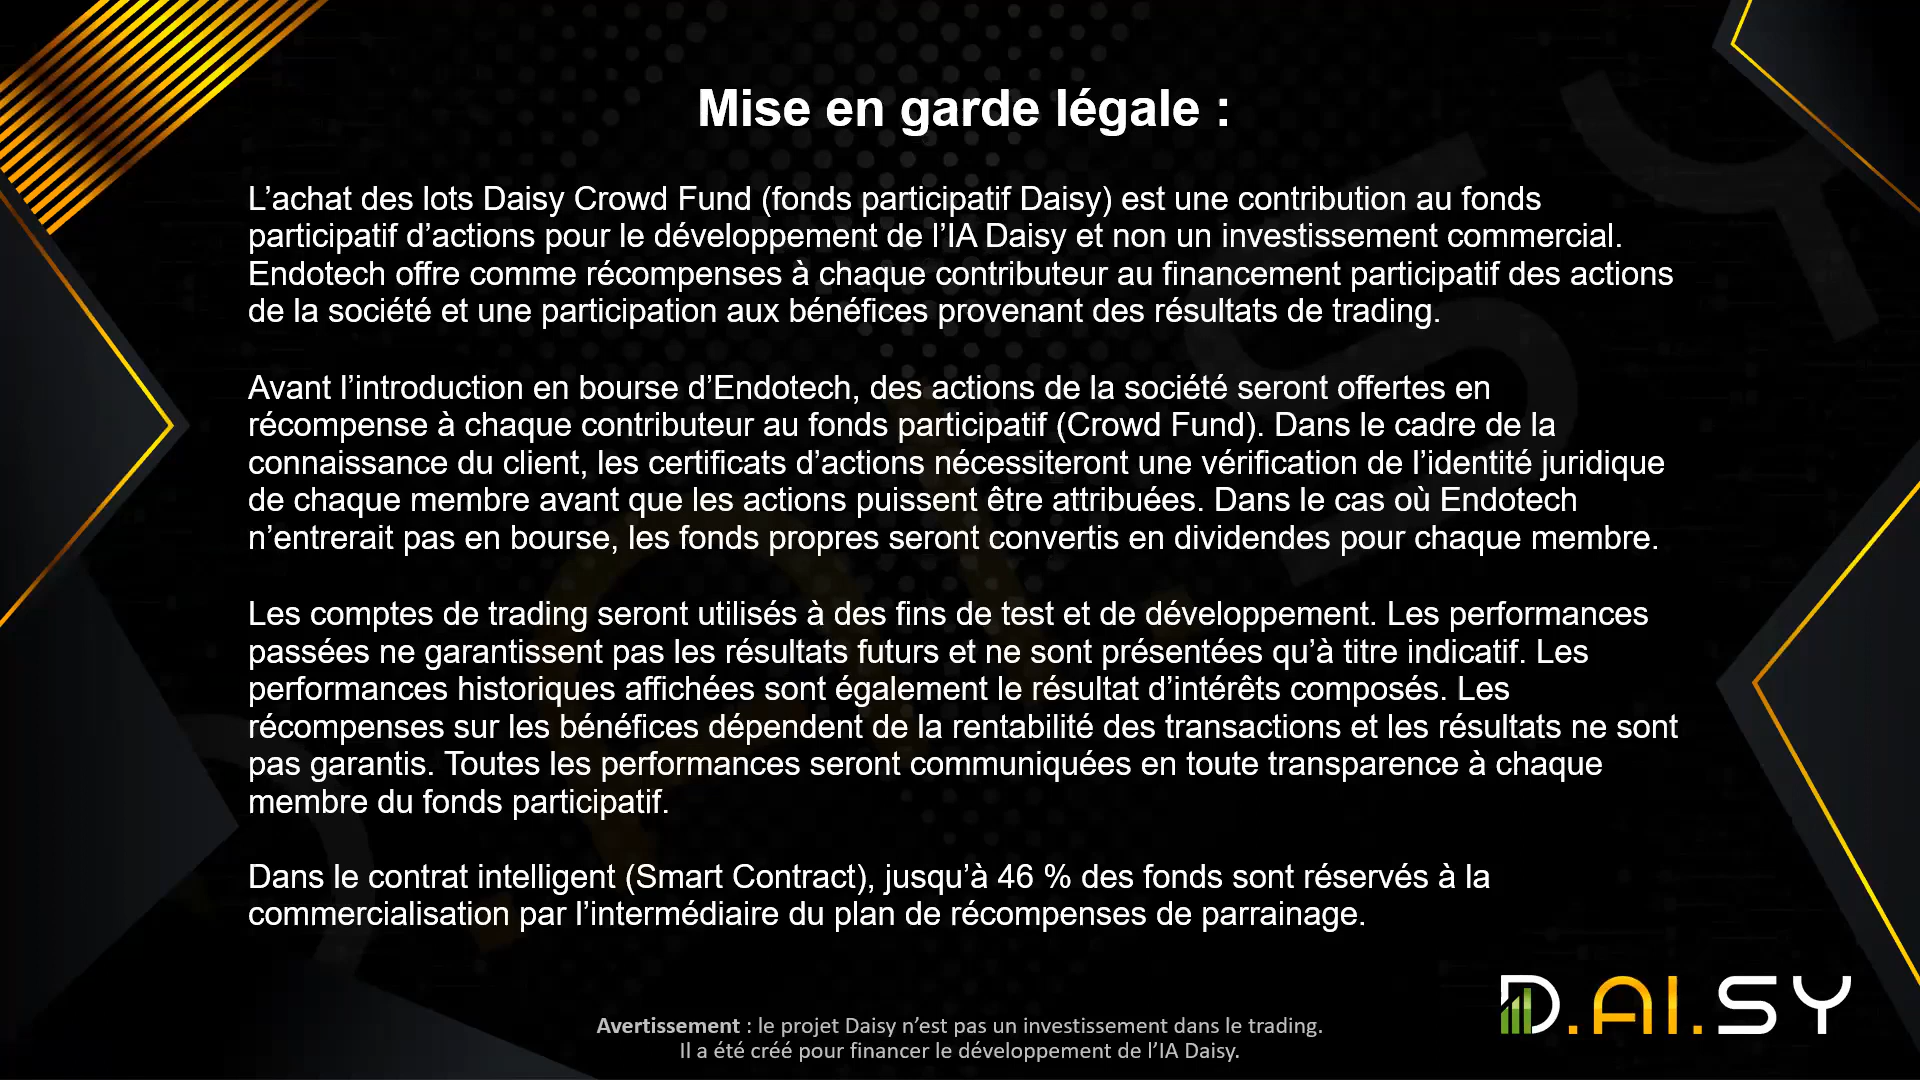 Mise en garde légale :
L’achat des lots Daisy Crowd Fund (fonds participatif Daisy) est une contribution au fonds
participatif d’actions pour le développement de l’IA Daisy et non un investissement commercial.
Endotech offre comme récompenses à chaque contributeur au financement participatif des actions
de la société et une participation aux bénéfices provenant des résultats de trading.
Avant l’introduction en bourse d’Endotech, des actions de la société seront offertes en
récompense à chaque contributeur au fonds participatif (Crowd Fund). Dans le cadre de la
connaissance du client, les certificats d’actions nécessiteront une vérification de l’identité juridique
de chaque membre avant que les actions puissent être attribuées. Dans le cas où Endotech
n’entrerait pas en bourse, les fonds propres seront convertis en dividendes pour chaque membre.
Les comptes de trading seront utilisés à des fins de test et de développement. Les performances
passées ne garantissent pas les résultats futurs et ne sont présentées qu’à titre indicatif. Les
performances historiques affichées sont également le résultat d’intérêts composés. Les
récompenses sur les bénéfices dépendent de la rentabilité des transactions et les résultats ne sont
pas garantis. Toutes les performances seront communiquées en toute transparence à chaque
membre du fonds participatif.
Dans le contrat intelligent (Smart Contract), jusqu’à 46 % des fonds sont réservés à la
commercialisation par l’intermédiaire du plan de récompenses de parrainage.
D.AI.SY
Avertissement : le projet Daisy n’est pas un investissement dans le trading.
Il a été créé pour financer le développement de l’IA Daisy.